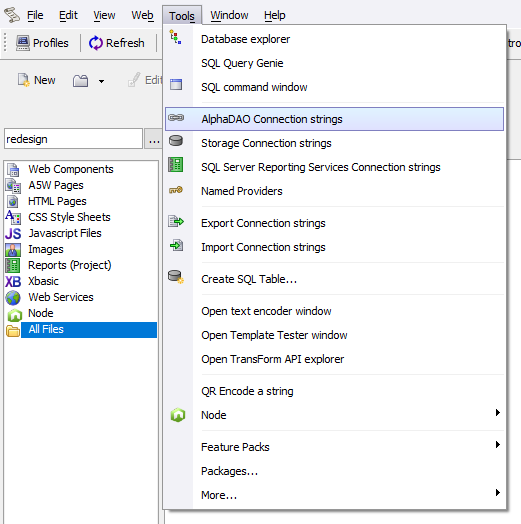 File Edit View Web Tools Window Help
Profiles Refresh
New Edi
redesign ...
Web Components
A5W Pages
HTML Pages
CSS Style Sheets
JS Javascript Files
Images
Reports (Project)
XB Xbasic
Web Services
Node
All Files
Database explorer
SQL Query Genie
SQL command window
AlphaDAO Connection strings
Storage Connection strings
SQL Server Reporting Services Connection strings
Named Providers
Export Connection strings
Import Connection strings
Create SQL Table...
Open text encoder window
Open Template Tester window
Open TransForm API explorer
QR Encode a string
Node
Feature Packs
Packages...
More...
tro